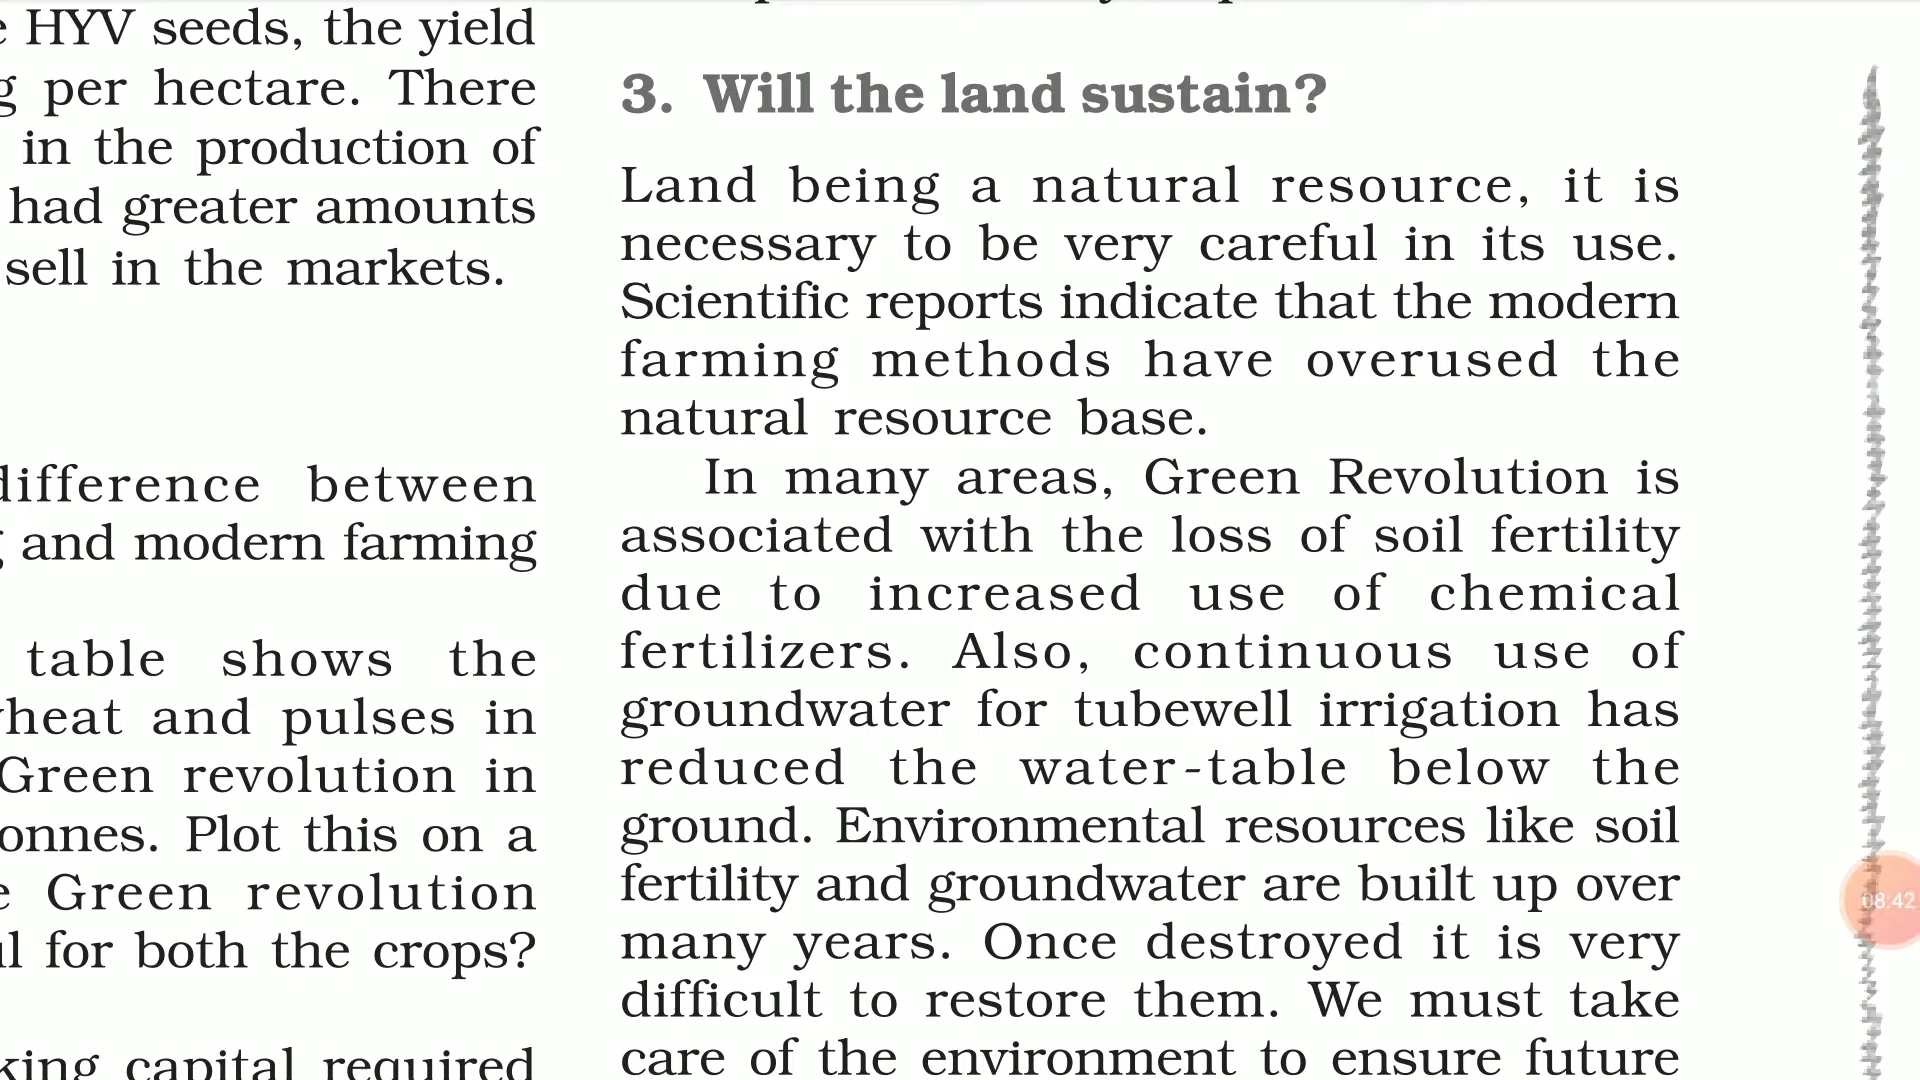 HYV seeds, the yield
per hectare. There
in the production of
had greater amounts
sell in the markets.
difference between
and modern farming
table shows the
wheat and pulses in
Green revolution in
Plot this on a
Green revolution
for both the crops?
capital required
3. Will the land sustain?
Land being a natural resource, it is
necessary to be very careful in its use.
Scientific reports indicate that the modern
farming methods have overused the
natural resource base.
In many areas, Green Revolution is
associated with the loss of soil fertility
due to increased use of chemical
fertilizers. Also, continuous use of
groundwater for tubewell irrigation has
reduced the water-table below the
ground. Environmental resources like soil
fertility and groundwater are built up over
many years. Once destroyed it is very
difficult to restore them. We must take
care of the environment to ensure future
08:42